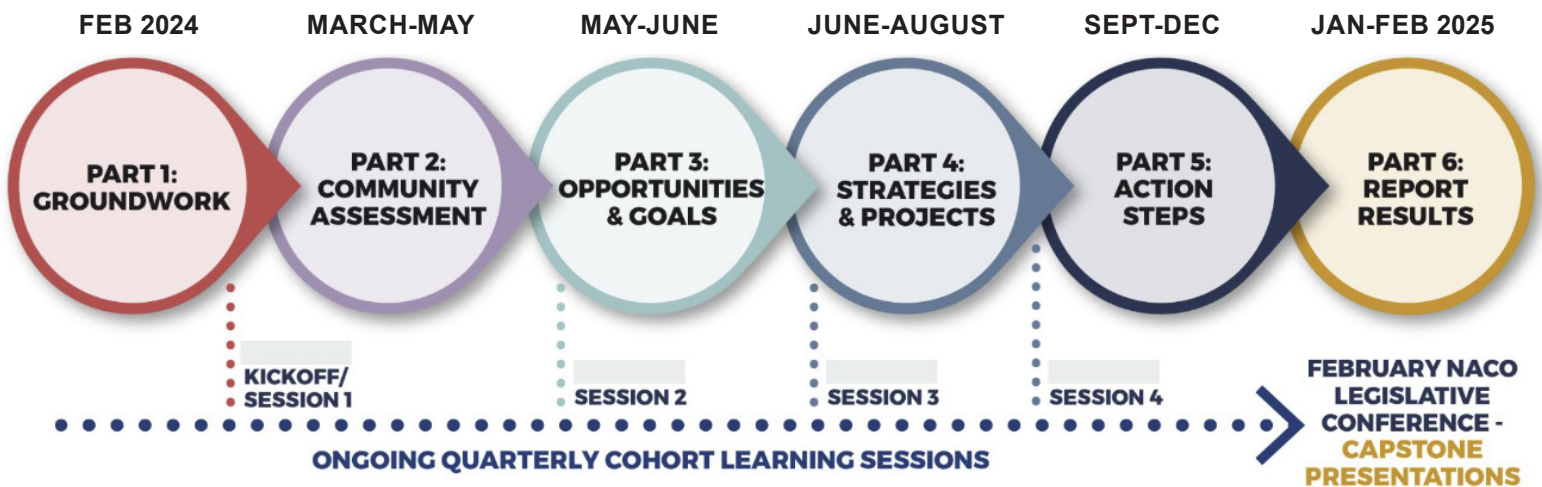 FEB 2024
MARCH-MAY
MAY-JUNE
JUNE-AUGUST
SEPT-DEC
JAN-FEB 2025
PART 1:
GROUNDWORK
PART 2:
COMMUNITY
ASSESSMENT
PART 3:
OPPORTUNITIES
& GOALS
PART 4:
STRATEGIES
& PROJECTS
PART 5:
ACTION
STEPS
PART 6:
REPORT
RESULTS
KICKOFF/
SESSION 1
SESSION 2
SESSION 3
SESSION 4
FEBRUARY NACO
LEGISLATIVE
CONFERENCE -
CAPSTONE
PRESENTATIONS
ONGOING QUARTERLY COHORT LEARNING SESSIONS